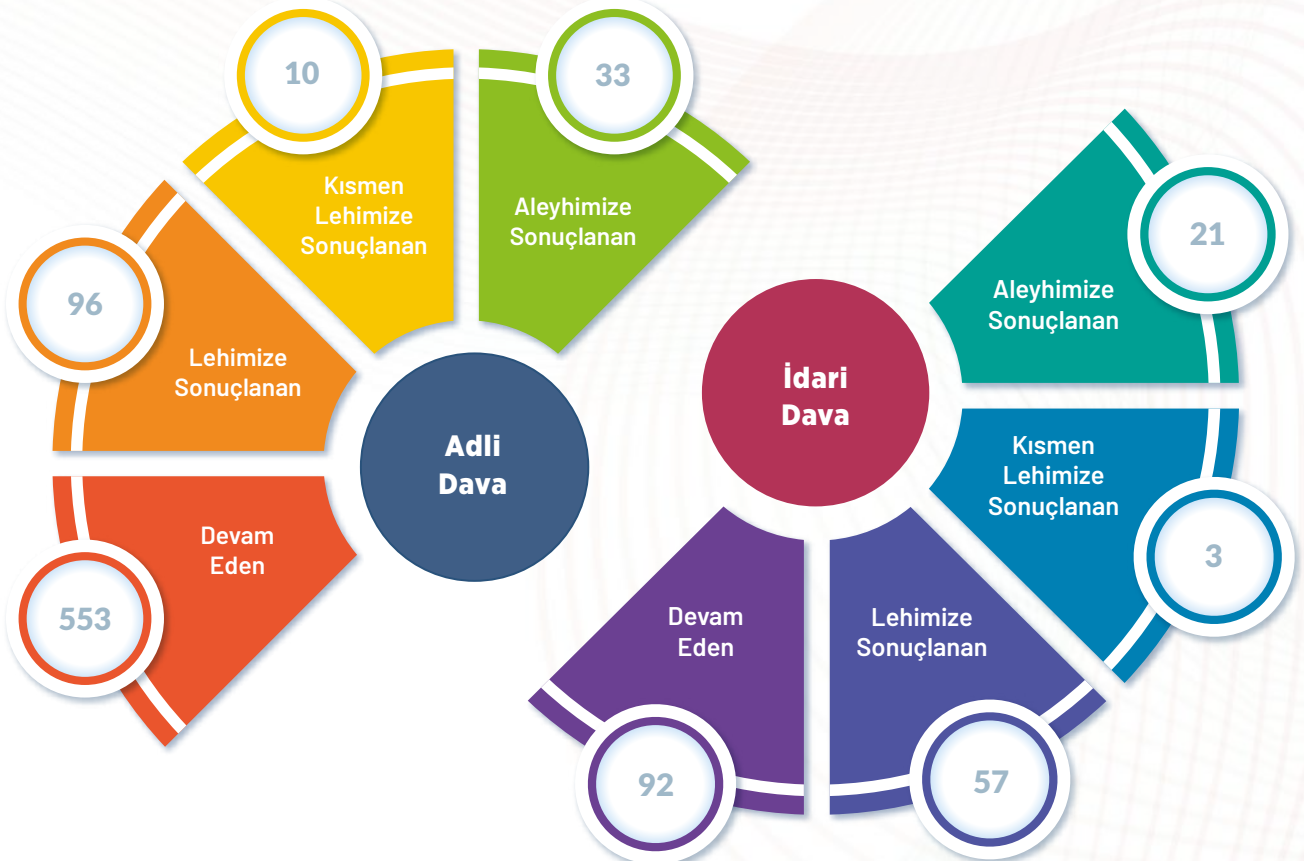 10
Kısmen
Lehimize
Sonuçlanan
33
Aleyhimize
Sonuçlanan
96
Lehimize
Sonuçlanan
Adli
Dava
Devam
Eden
553
21
Aleyhimize
Sonuçlanan
İdari
Dava
Kısmen
Lehimize
Sonuçlanan
3
Lehimize
Sonuçlanan
57
Devam
Eden
92